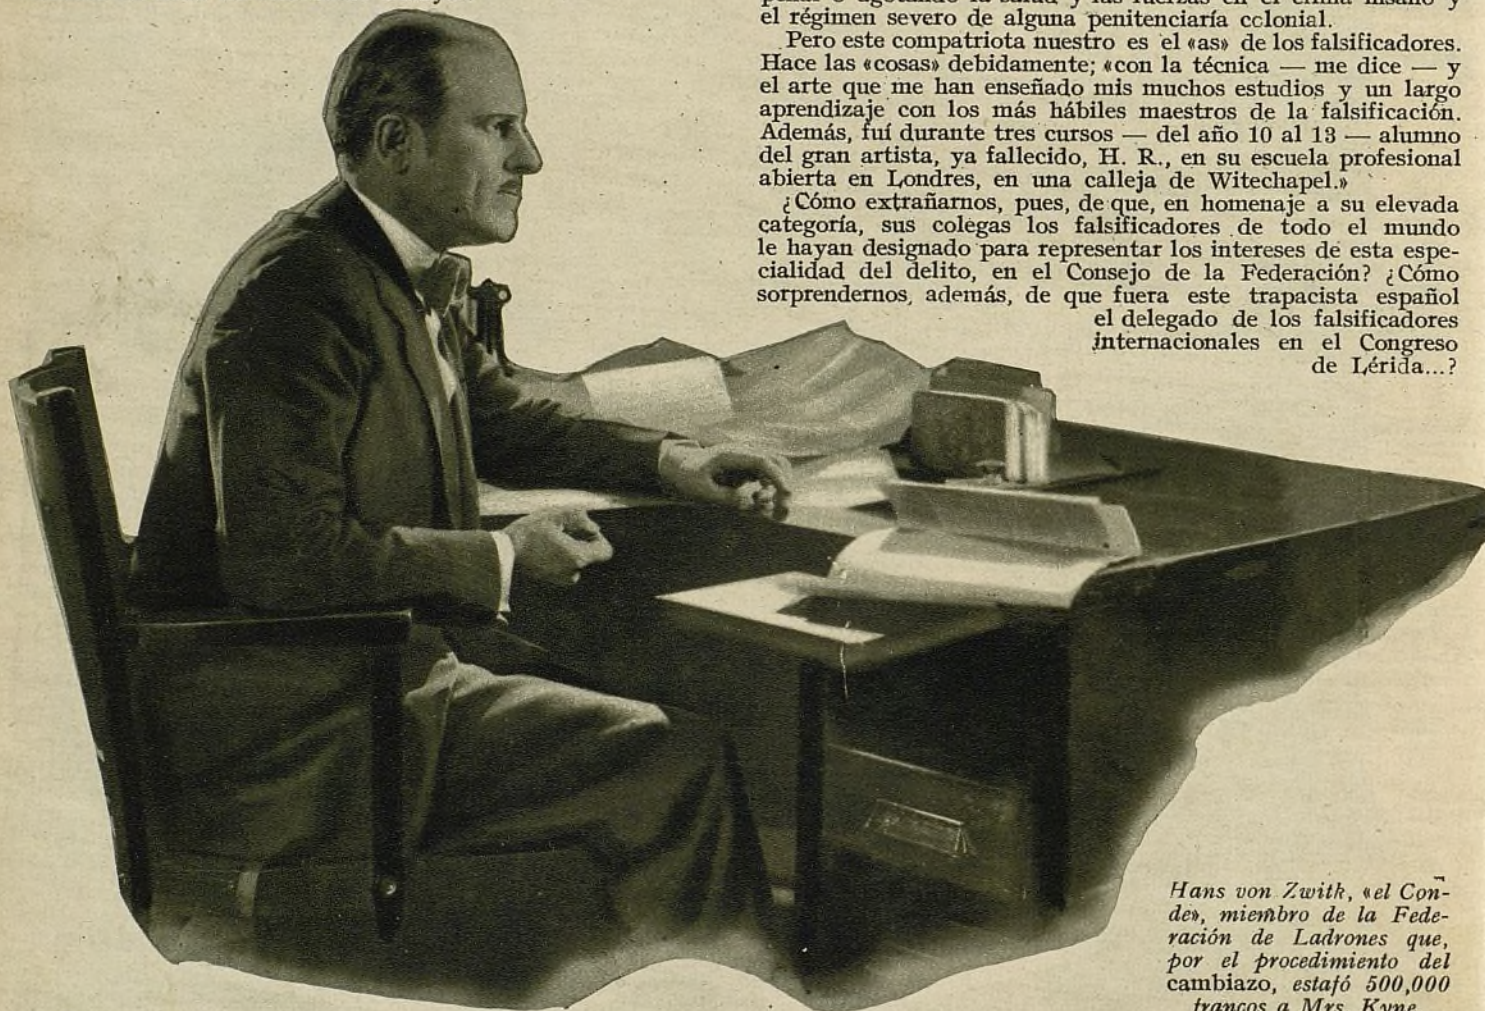 el régimen severo de alguna penitenciaría cclonial.
Pero este compatriota nuestro es el «as» de los falsificadores.
Hace las «cosas» debidamente; «con la técnica — me dice — y
el arte que me han enseñado mis muchos estudios y un largo
aprendizaje con los más hábiles maestros de la falsificación.
Además, fuí durante tres cursos — del año 10 al 13 — alumno
del gran artista, ya fallecido, H. R., en su escuela profesional
abierta en Londres, en una calleja de Witechapel.»
¿Cómo extrañarnos, pues, de que, en homenaje a su elevada
categoría, sus colegas los falsificadores de todo el mundo
le hayan designado para representar los intereses de esta espe-
cialidad del delito, en el Consejo de la Federación? ¿Cómo
sorprendernos, además, de que fuera este trapacista español
el delegado de los falsificadores
internacionales en el Congreso
de Lérida...?
Hans von Zwitk, «el Con-
de», miembro de la Fede-
ración de Ladrones que,
por el procedimiento del
cambiazo, estafó 500,000
francos a Mrs. Kyne